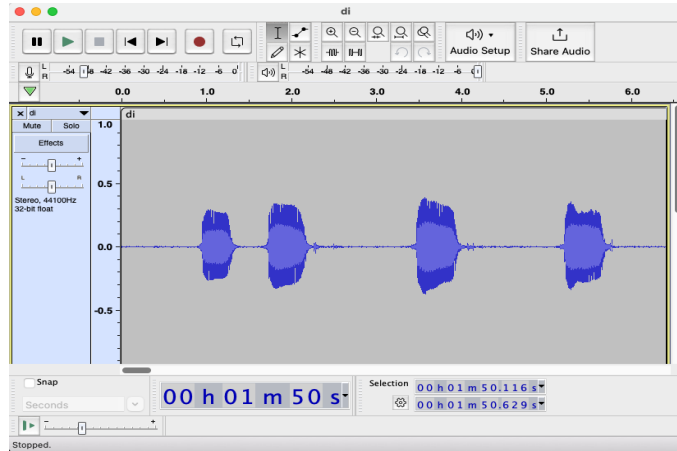 di
Audio Setup
Share Audio
L
R
-54 -48 -42 -36 -30 -24 -18 -12 -6 0
L
R
-54 -48 -42 -36 -30 -24 -18 -12 -6
0.0 1.0 2.0 3.0 4.0 5.0 6.0
di
di
Mute Solo
Effects
- +
L R
Stereo, 44100Hz
32-bit float
1.0
0.5
0.0
-0.5
Snap
Seconds
00 h 01 m 50 s
Selection
00 h 01 m 50.116 s
00 h 01 m 50.629 s
- +
Stopped.